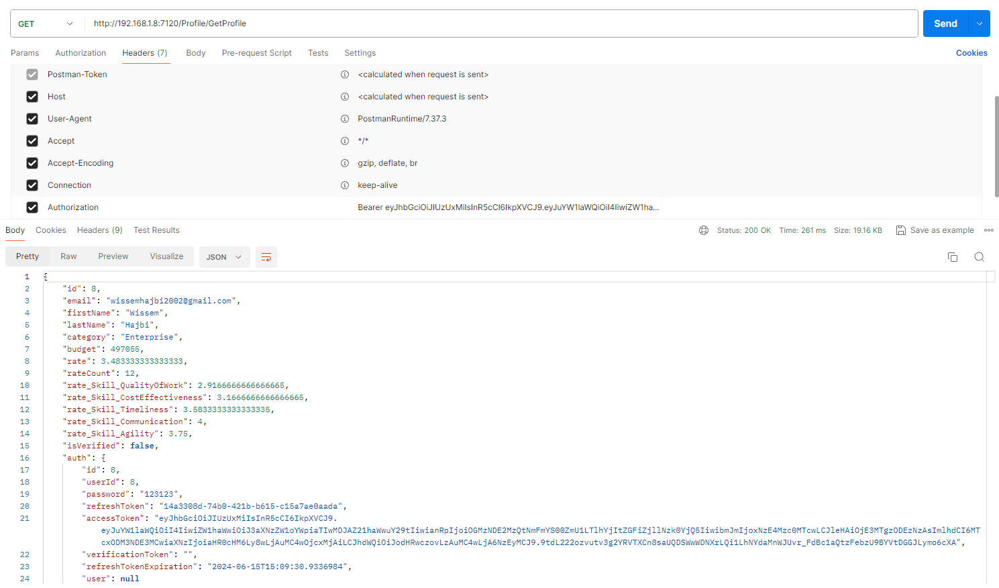 GET http://192.168.1.8:7120/Profile/GetProfile Send
Params Authorization Headers (7) Body Pre-request Script Tests Settings Cookies
Postman-Token <calculated when request is sent>
Host <calculated when request is sent>
User-Agent PostmanRuntime/7.37.3
Accept */*
Accept-Encoding gzip, deflate, br
Connection keep-alive
Authorization Bearer eyJhbGciOiJIUzUxMiIsInR5cCI6IkpXVCJ9.eyJuYW1laWQiOiI4IiwiZW1ha...
Body Cookies Headers (9) Test Results Status: 200 OK Time: 261 ms Size: 19.16 KB Save as example
Pretty Raw Preview Visualize JSON
1 {
2 "id": 8,
3 "email": "wissemhajbi2002@gmail.com",
4 "firstName": "Wissem",
5 "lastName": "Hajbi",
6 "category": "Enterprise",
7 "budget": 497055,
8 "rate": 3.483333333333333,
9 "rateCount": 12,
10 "rate_Skill_QualityOfWork": 2.9166666666666665,
11 "rate_Skill_CostEffectiveness": 3.1666666666666665,
12 "rate_Skill_Timeliness": 3.5833333333333335,
13 "rate_Skill_Communication": 4,
14 "rate_Skill_Agility": 3.75,
15 "isVerified": false,
16 "auth": {
17 "id": 8,
18 "userId": 8,
19 "password": "123123",
20 "refreshToken": "14a3308d-74b0-421b-b615-c15a7ae0aada",
21 "accessToken": "eyJhbGciOiJIUzUxMiIsInR5cCI6IkpXVCJ9.
eyJuYW1laWQiOiI4IiwiZW1haWwiOiJ3aXNzZW1oYWpiaTIwMDJAZ21haWwuY29tIiwianRpIjoiOGMzNDE2MzQtNmFmYS00ZmU1LTlhYjItZGFiZjllNzk0YjQ5IiwibmJmIjoxNzE4Mzc0MTcwLCJleHAiOjE3MTgzODEzNzAsImlhdCI6MT
cxODM3NDE3MCwiaXNzIjoiaHR0cHM6Ly8wLjAuMC4wOjcxMjAiLCJhdWQiOiJodHRwczovLzAuMC4wLjA6NzEyMCJ9.9tdL222ozvutv3g2YRVTXCn8saUQDSWwWDNXrLQi1LhNYdaMnWJUvr_FdBc1aQtzFebzU9BYVtDGGJLymo6cXA",
22 "verificationToken": "",
23 "refreshTokenExpiration": "2024-06-15T15:09:30.9336984",
24 "user": null